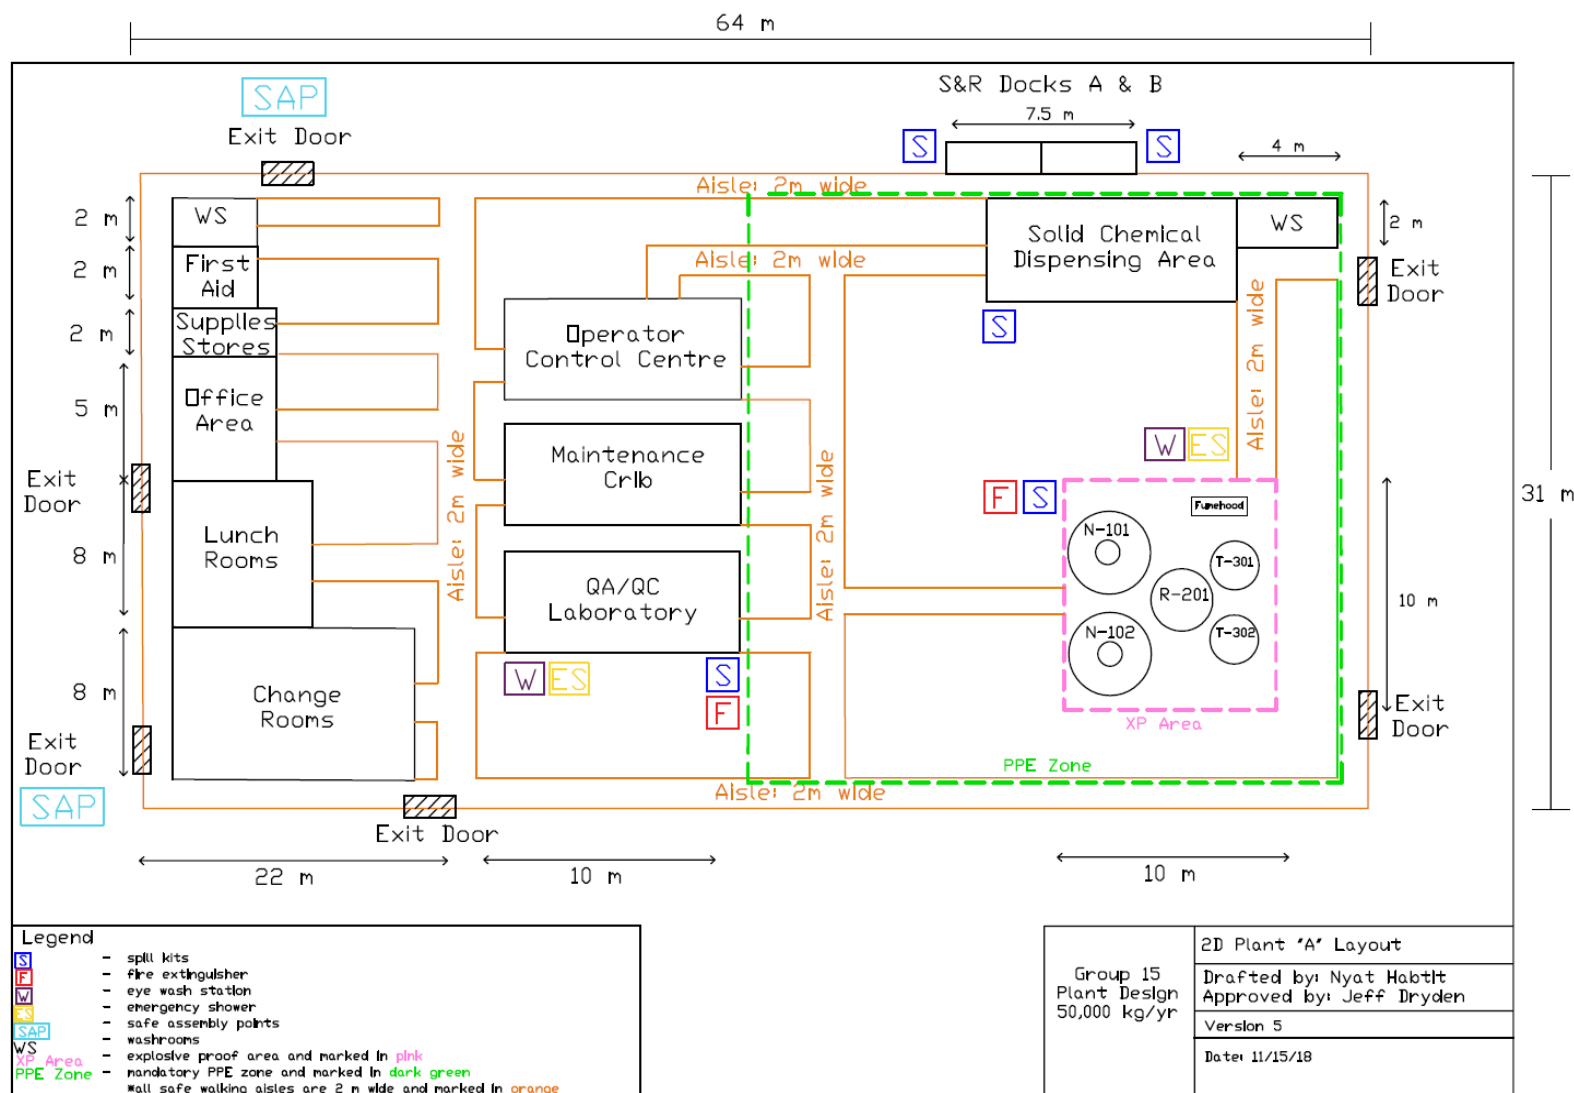 64 m
SAP
Exit Door
S&R Docks A & B
7.5 m
S
S
4 m
Aisle: 2m wide
2 m
WS
Solid Chemical
Dispensing Area
WS
2 m
2 m
First
Aid
Aisle: 2m wide
Exit
Door
Aisle: 2m wide
2 m
Supplies
Stores
Operator
Control Centre
S
5 m
Office
Area
W
ES
Aisle: 2m wide
Maintenance
Crib
Aisle: 2m wide
Exit
Door
F
S
Fumehood
31 m
8 m
Lunch
Rooms
N-101
T-301
QA/QC
Laboratory
R-201
10 m
N-102
T-302
W
ES
S
F
8 m
Change
Rooms
XP Area
Exit
Door
Exit
Door
PPE Zone
SAP
Aisle: 2m wide
Exit Door
22 m
10 m
10 m
Legend
S - spill kits
F - fire extinguisher
W - eye wash station
ES - emergency shower
SAP - safe assembly points
WS - washrooms
XP Area - explosive proof area and marked in pink
PPE Zone - mandatory PPE zone and marked in dark green
*all safe walking aisles are 2 m wide and marked in orange
Group 15
Plant Design
50,000 kg/yr
2D Plant "A" Layout
Drafted by: Nyat Habtit
Approved by: Jeff Dryden
Version 5
Date: 11/15/18